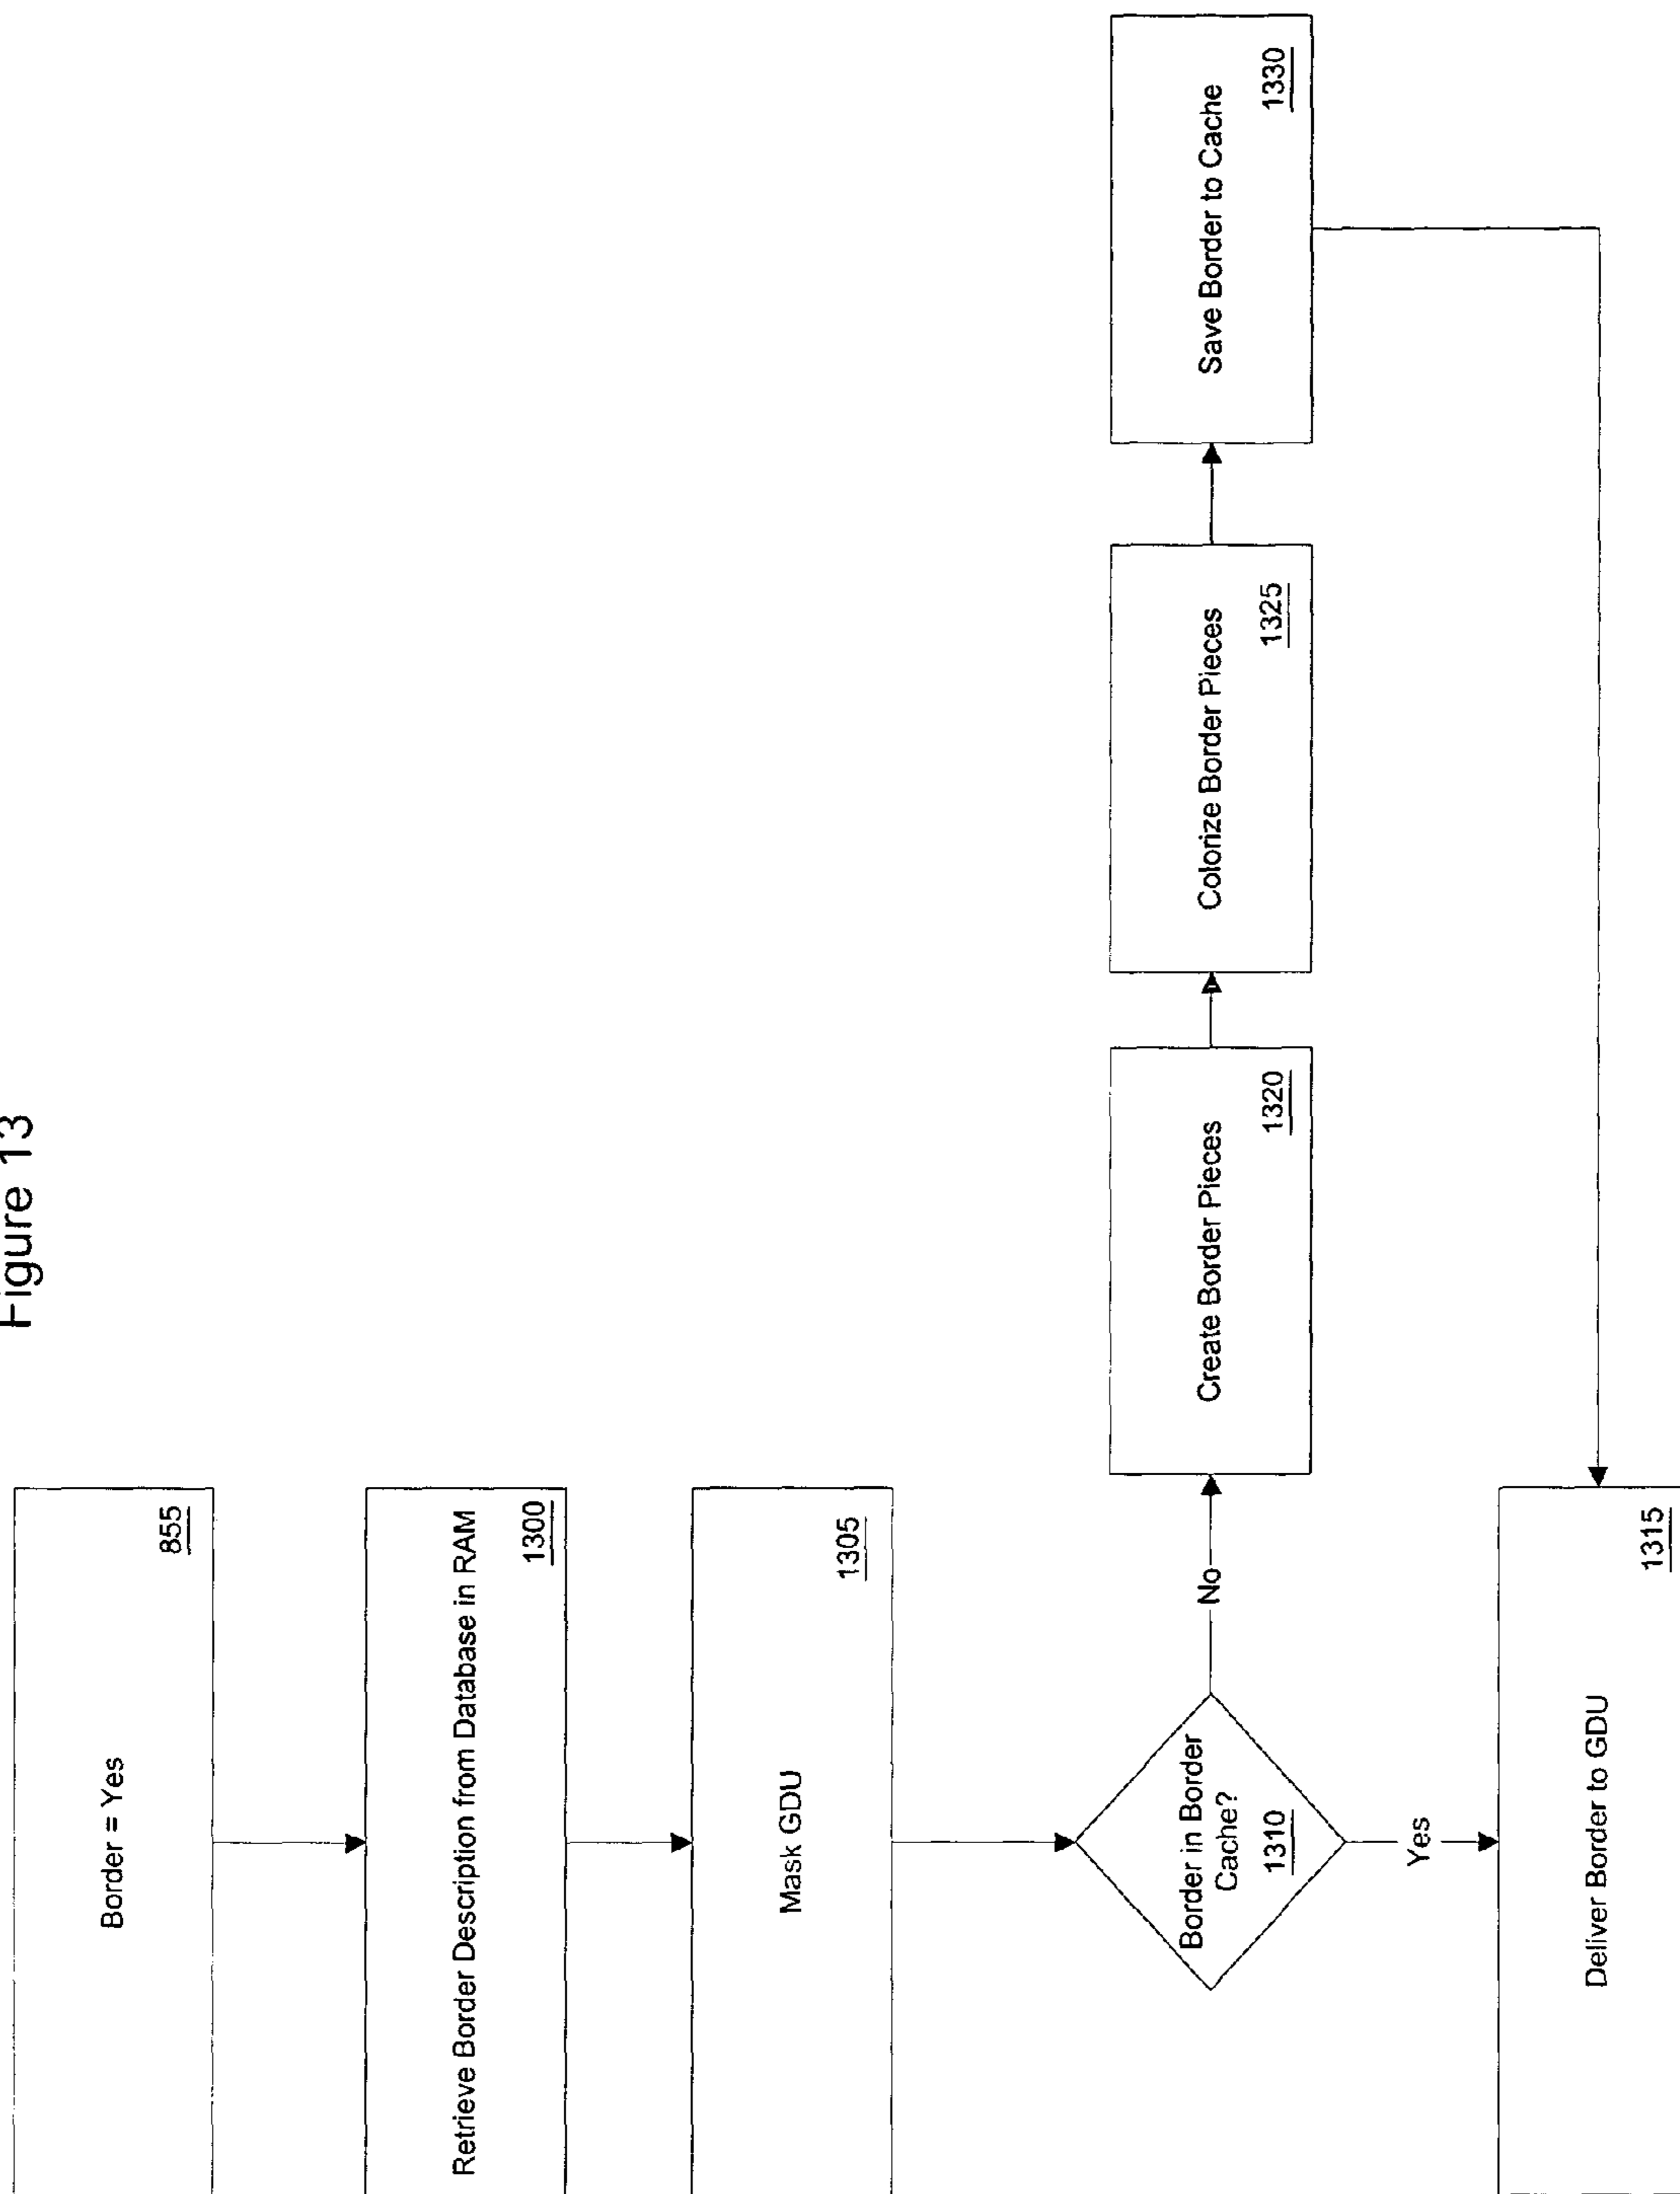 Figure 13
Border = Yes
855
Retrieve Border Description from Database in RAM
1300
Mask GDU
1305
Border in Border
Cache?
1310
No
Create Border Pieces
1320
Colorize Border Pieces
1325
Save Border to Cache
1330
Yes
Deliver Border to GDU
1315